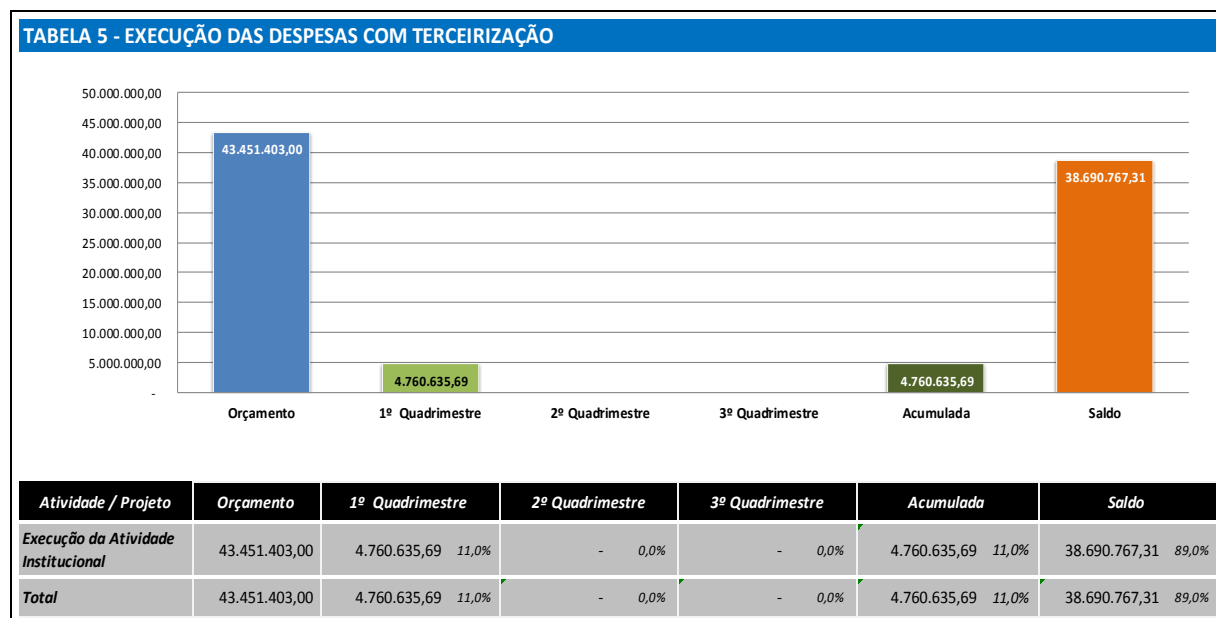 TABELA 5 - EXECUÇÃO DAS DESPESAS COM TERCEIRIZAÇÃO
50.000.000,00
45.000.000,00
40.000.000,00
35.000.000,00
30.000.000,00
25.000.000,00
20.000.000,00
15.000.000,00
10.000.000,00
5.000.000,00
-
43.451.403,00
4.760.635,69
4.760.635,69
38.690.767,31
Orçamento 1º Quadrimestre 2º Quadrimestre 3º Quadrimestre Acumulada Saldo
Atividade / Projeto Orçamento 1º Quadrimestre 2º Quadrimestre 3º Quadrimestre Acumulada Saldo
Execução da Atividade
Institucional
43.451.403,00 4.760.635,69 11,0% - 0,0% - 0,0% 4.760.635,69 11,0% 38.690.767,31 89,0%
Total 43.451.403,00 4.760.635,69 11,0% - 0,0% - 0,0% 4.760.635,69 11,0% 38.690.767,31 89,0%